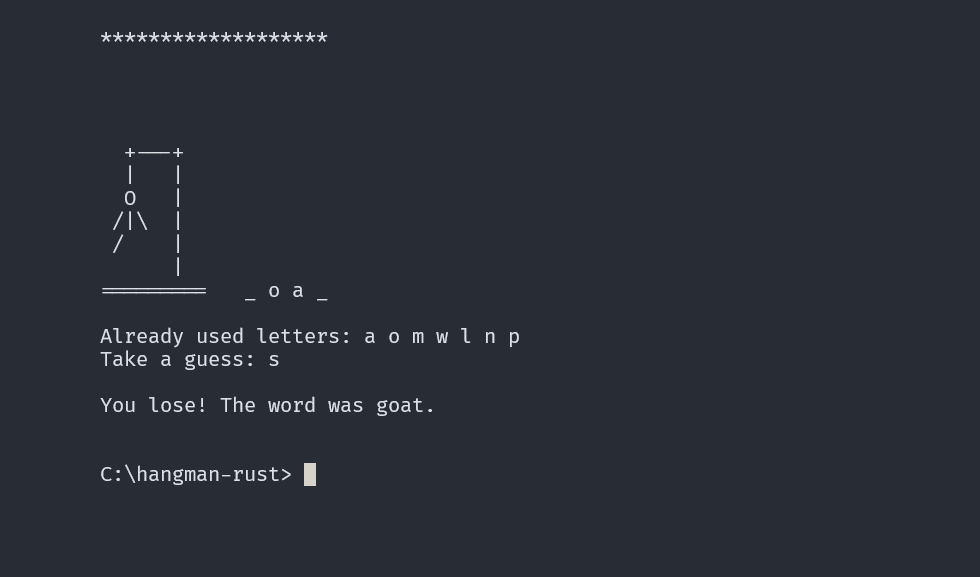 *******************
+---+
|   |
O   |
/|\  |
/    |
|
=========   _ o a _
Already used letters: a o m w l n p
Take a guess: s
You lose! The word was goat.
C:\hangman-rust>